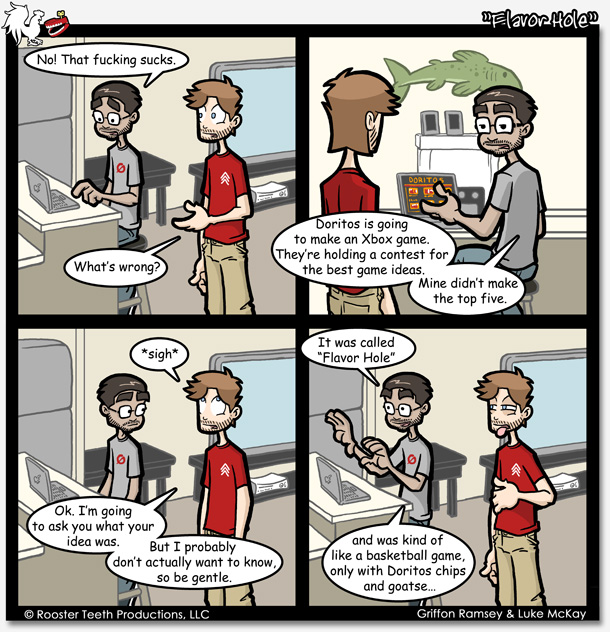 "Flavor Hole"
No! That fucking sucks.
What's wrong?
DORITOS
Doritos is going
to make an Xbox game.
They're holding a contest for
the best game ideas.
Mine didn't make
the top five.
*sigh*
Ok. I'm going
to ask you what your
idea was.
But I probably
don't actually want to know,
so be gentle.
It was called
"Flavor Hole"
and was kind of
like a basketball game,
only with Doritos chips
and goatse...
© Rooster Teeth Productions, LLC
Griffon Ramsey & Luke McKay